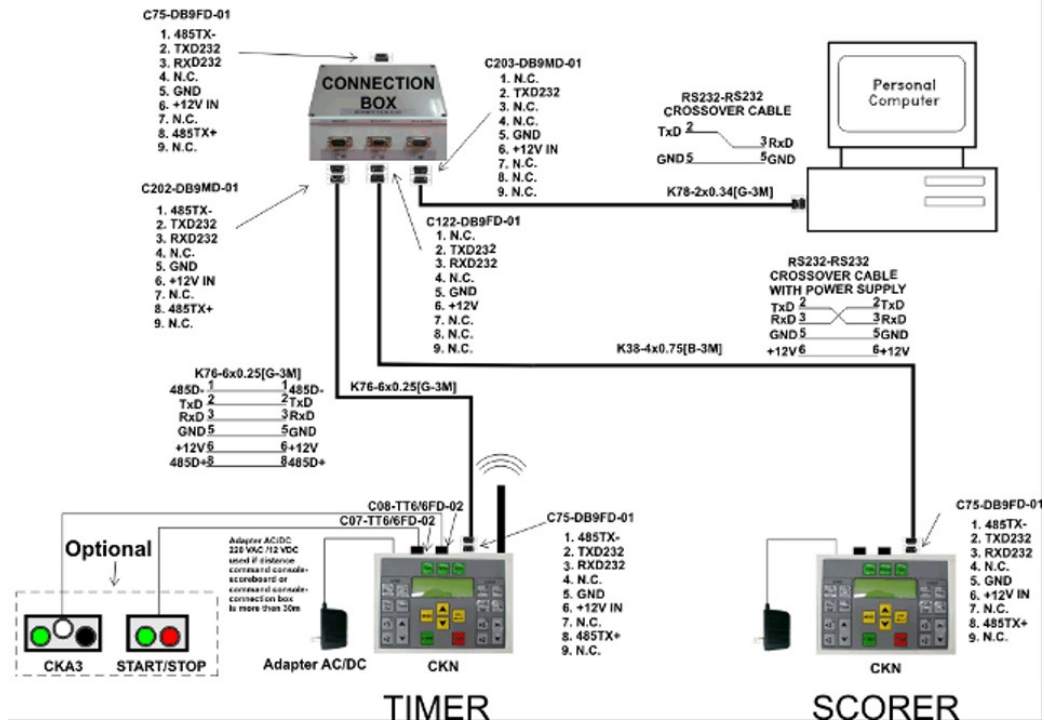 C75-DB9FD-01
1. 485TX-
2. TXD232
3. RXD232
4. N.C.
5. GND
6. +12V IN
7. N.C.
8. 485TX+
9. N.C.
CONNECTION
BOX
C203-DB9MD-01
1. N.C.
2. TXD232
3. N.C.
4. N.C.
5. GND
6. +12V IN
7. N.C.
8. N.C.
9. N.C.
RS232-RS232
CROSSOVER CABLE
TxD 2
3 RxD
GND 5 5 GND
Personal
Computer
K78-2x0.34[G-3M]
C202-DB9MD-01
1. 485TX-
2. TXD232
3. RXD232
4. N.C.
5. GND
6. +12V IN
7. N.C.
8. 485TX+
9. N.C.
C122-DB9FD-01
1. N.C.
2. TXD232
3. RXD232
4. N.C.
5. GND
6. +12V
7. N.C.
8. N.C.
9. N.C.
RS232-RS232
CROSSOVER CABLE
WITH POWER SUPPLY
TxD 2 2 TxD
RxD 3 3 RxD
GND 5 5 GND
+12V 6 6 +12V
K38-4x0.75[B-3M]
K76-6x0.25[G-3M]
485D- 1 1 485D-
TxD 2 2 TxD
RxD 3 3 RxD
GND 5 5 GND
+12V 6 6 +12V
485D+ 8 8 485D+
K76-6x0.25[G-3M]
C08-TT6/6FD-02
C07-TT6/6FD-02
Optional
Adapter AC/DC
220 VAC /12 VDC
used if distance
command console-
scoreboard or
command console-
connection box
is more than 30m
C75-DB9FD-01
1. 485TX-
2. TXD232
3. RXD232
4. N.C.
5. GND
6. +12V IN
7. N.C.
8. 485TX+
9. N.C.
C75-DB9FD-01
1. 485TX-
2. TXD232
3. RXD232
4. N.C.
5. GND
6. +12V IN
7. N.C.
8. 485TX+
9. N.C.
CKA3
START/STOP
Adapter AC/DC
CKN
CKN
TIMER
SCORER